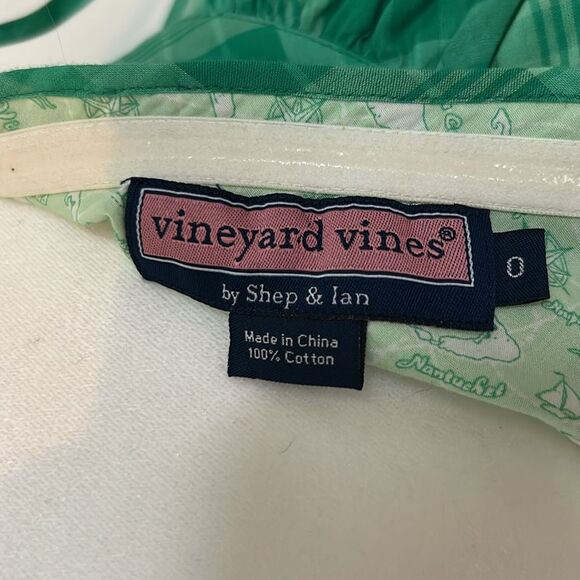 vineyard vines®
by Shep & Ian
0
Made in China
100% Cotton
Nantucket